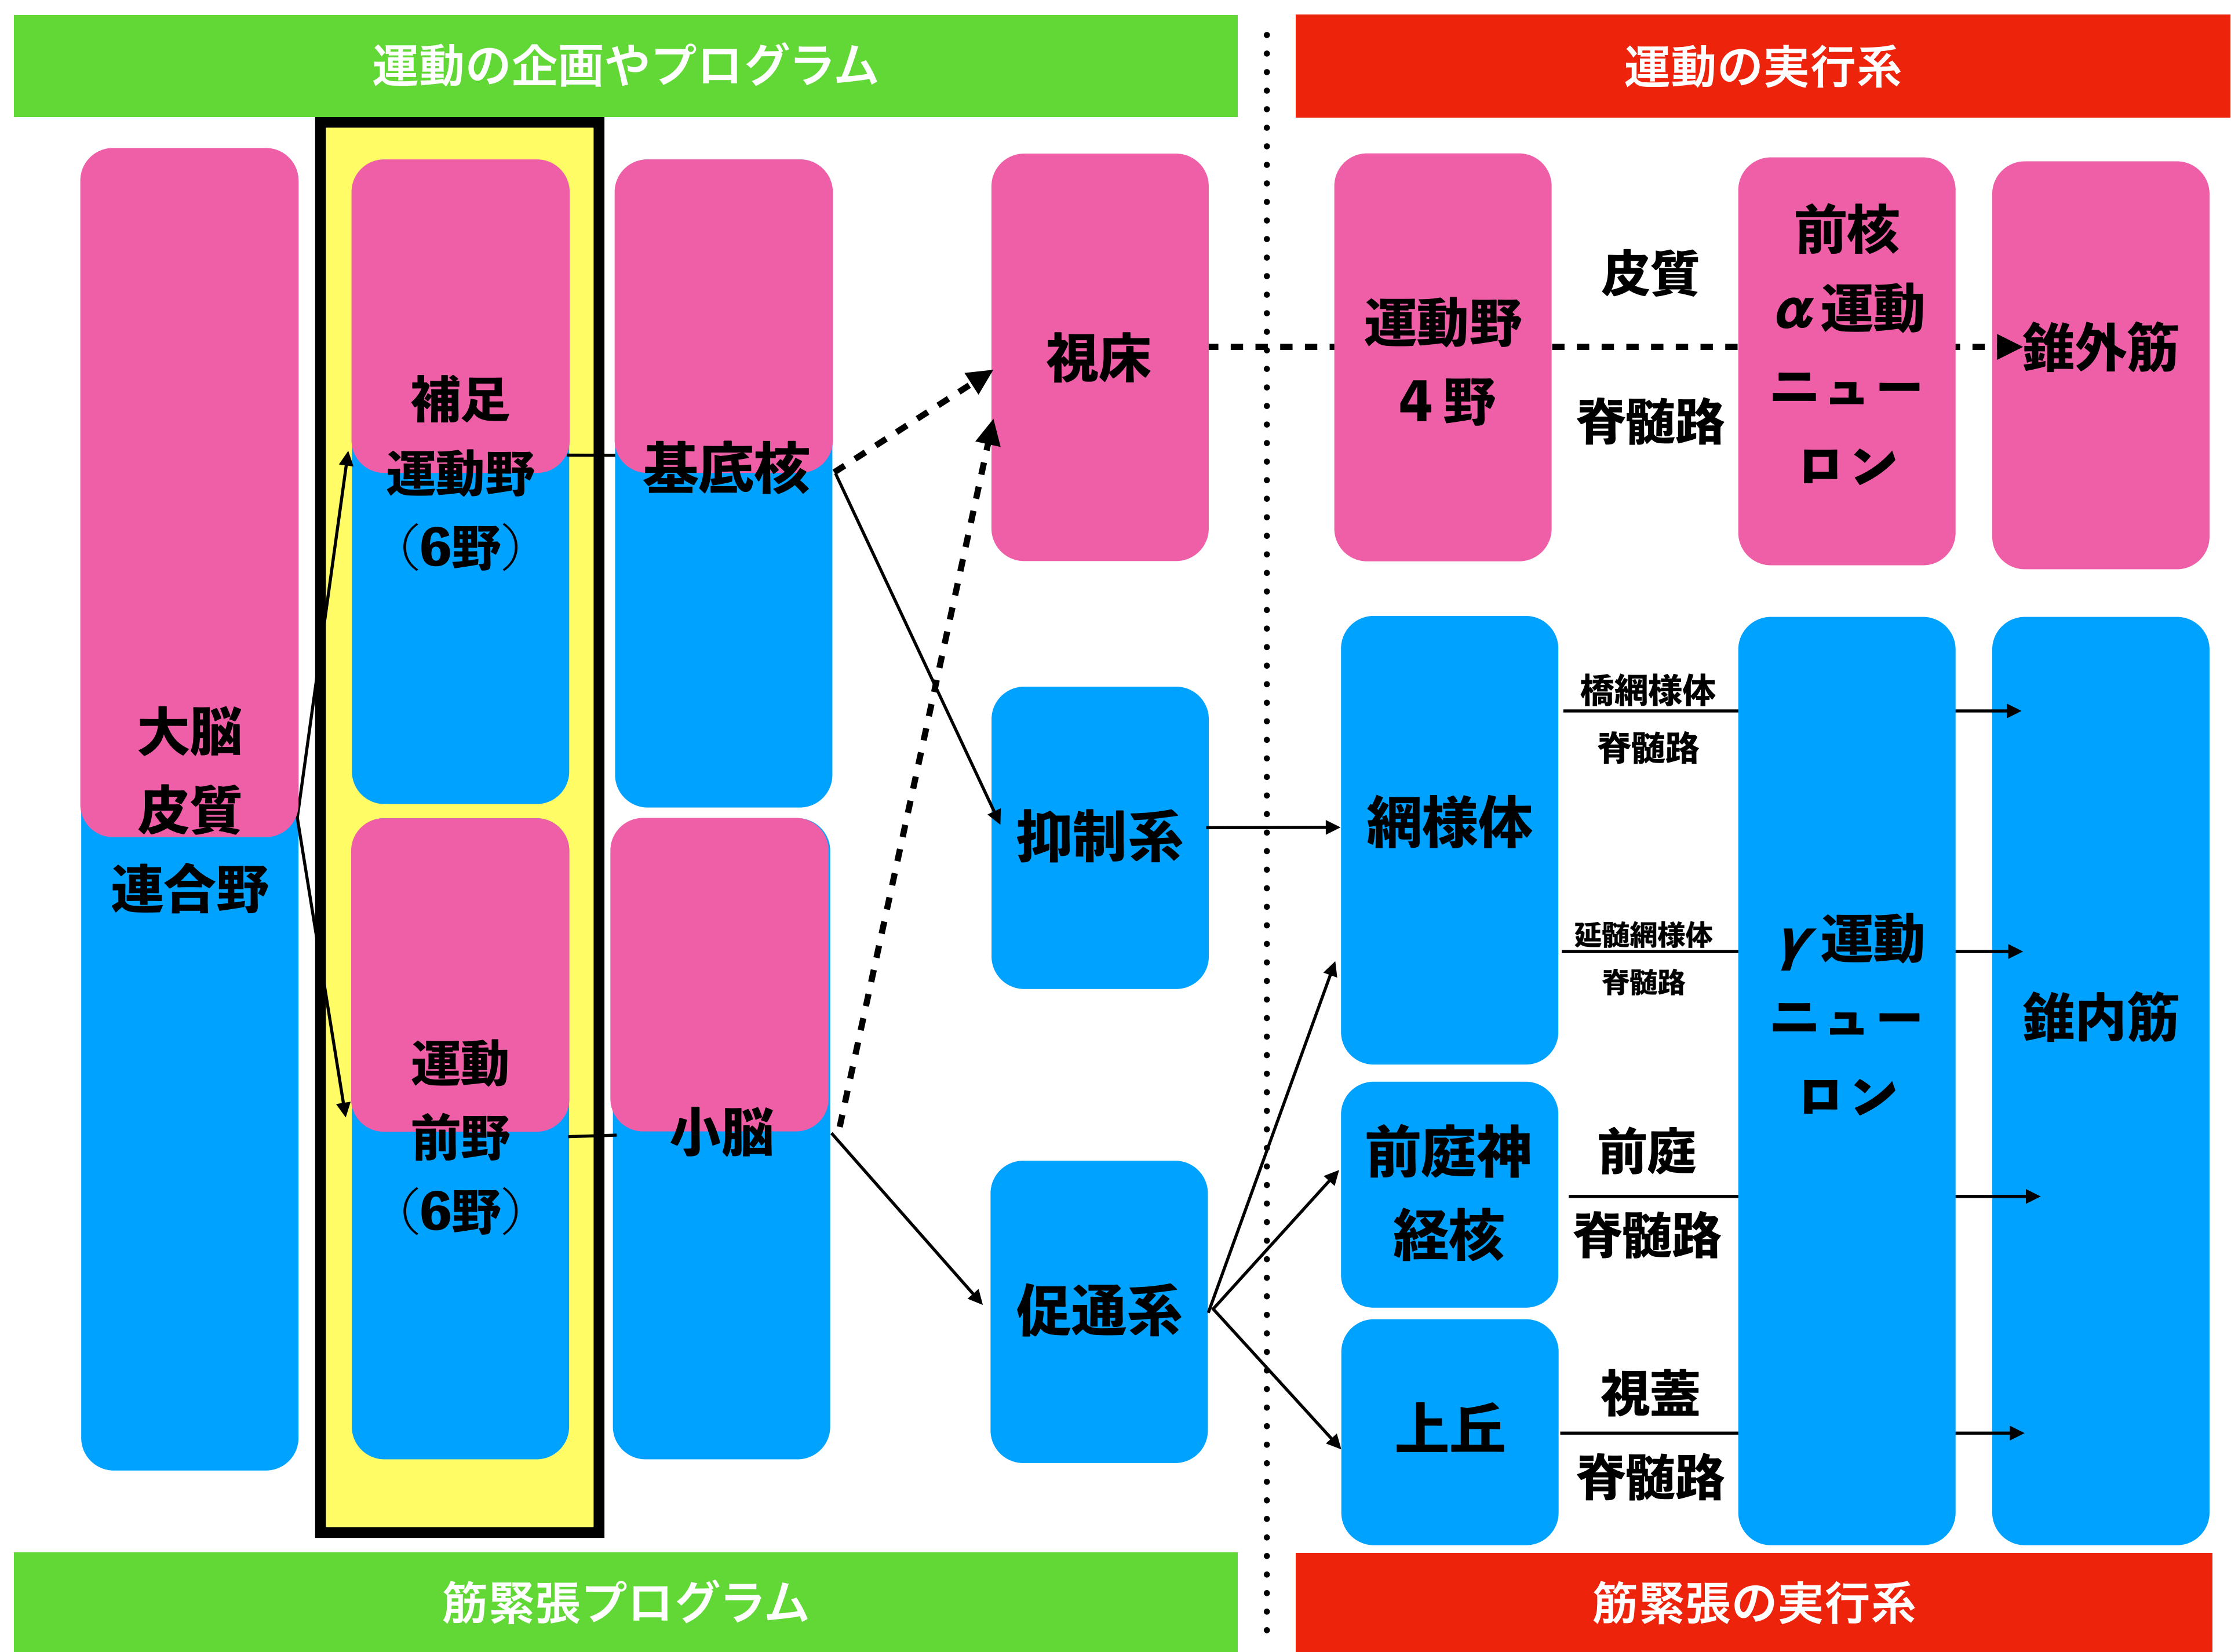 運動の企画やプログラム
運動の実行系
大脳
皮質
連合野
補足
運動野
（6野）
基底核
視床
運動野
４野
皮質
脊髄路
前核
α運動
ニュー
ロン
錐外筋
運動
前野
（6野）
小脳
抑制系
促通系
網様体
橋網様体
脊髄路
延髄網様体
脊髄路
前庭神
経核
前庭
脊髄路
上丘
視蓋
脊髄路
γ運動
ニュー
ロン
錐内筋
筋緊張プログラム
筋緊張の実行系